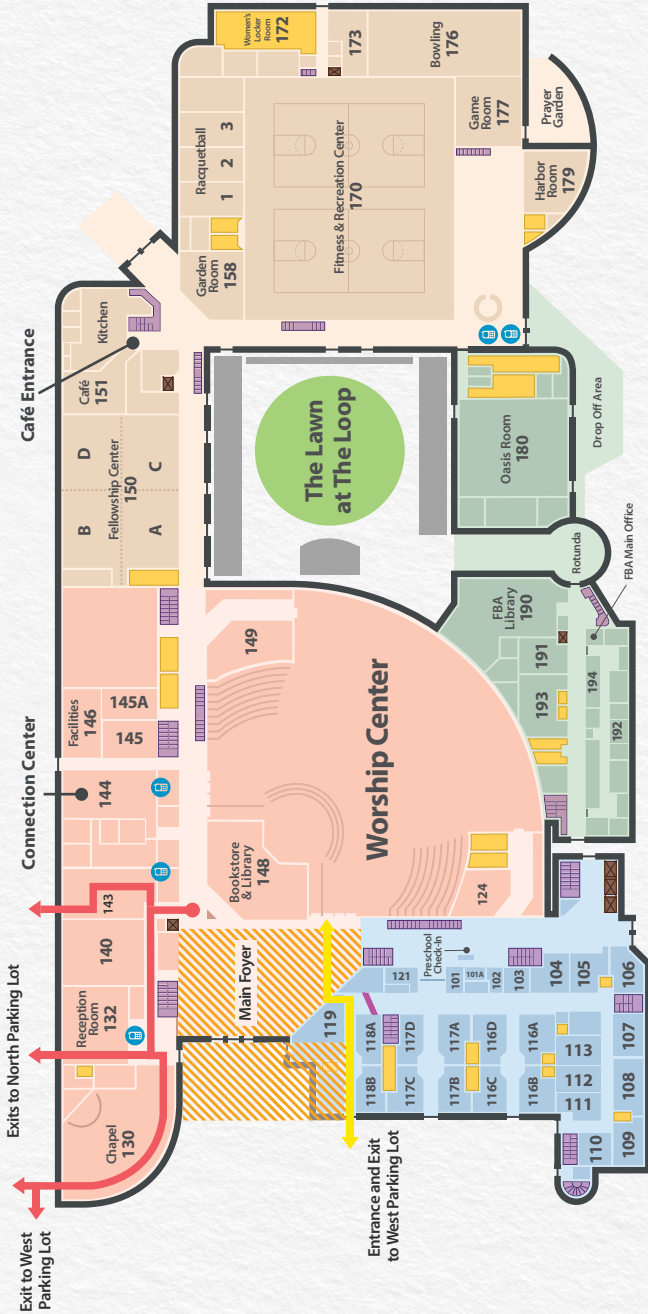 Women's
Locker
Room
172
173
Bowling
176
Racquetball
1
2
3
Game
Room
177
Prayer
Garden
Harbor
Room
179
Fitness & Recreation Center
170
Garden
Room
158
C
Café Entrance
Kitchen
Café
151
D
B
Fellowship Center
150
C
A
The Lawn
at The Loop
Oasis Room
180
Drop Off Area
Rotunda
FBA Main Office
FBA
Library
190
191
193
194
192
149
Worship Center
145A
145
Facilities
146
Connection Center
144
Bookstore
& Library
148
124
143
140
Reception
Room
132
Main Foyer
Exits to North Parking Lot
Chapel
130
Exit to West
Parking Lot
Entrance and Exit
to West Parking Lot
119
121
Preschool
Check-In
101
101A
102
103
104
105
106
118A
117D
117A
116D
116A
118B
117C
117B
116C
116B
113
112
111
107
108
109
110